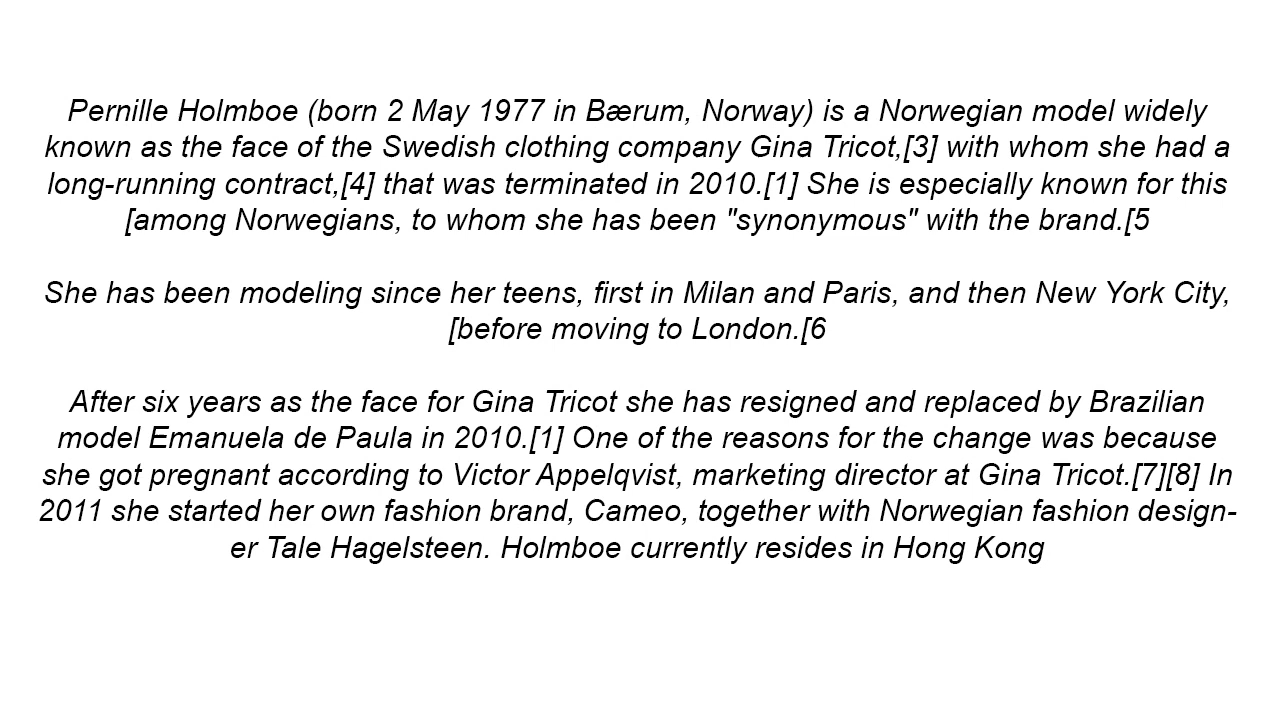 Pernille Holmboe (born 2 May 1977 in Bærum, Norway) is a Norwegian model widely
known as the face of the Swedish clothing company Gina Tricot,[3] with whom she had a
long-running contract,[4] that was terminated in 2010.[1] She is especially known for this
[among Norwegians, to whom she has been "synonymous" with the brand.[5
She has been modeling since her teens, first in Milan and Paris, and then New York City,
[before moving to London.[6
After six years as the face for Gina Tricot she has resigned and replaced by Brazilian
model Emanuela de Paula in 2010.[1] One of the reasons for the change was because
she got pregnant according to Victor Appelqvist, marketing director at Gina Tricot.[7][8] In
2011 she started her own fashion brand, Cameo, together with Norwegian fashion design-
er Tale Hagelsteen. Holmboe currently resides in Hong Kong